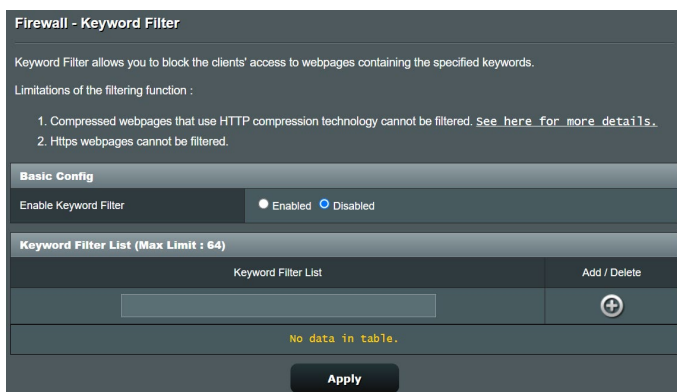 Firewall - Keyword Filter
Keyword Filter allows you to block the clients' access to webpages containing the specified keywords.
Limitations of the filtering function :
1. Compressed webpages that use HTTP compression technology cannot be filtered. See here for more details.
2. Https webpages cannot be filtered.
Basic Config
Enable Keyword Filter Enabled Disabled
Keyword Filter List (Max Limit : 64)
Keyword Filter List Add / Delete
No data in table.
Apply